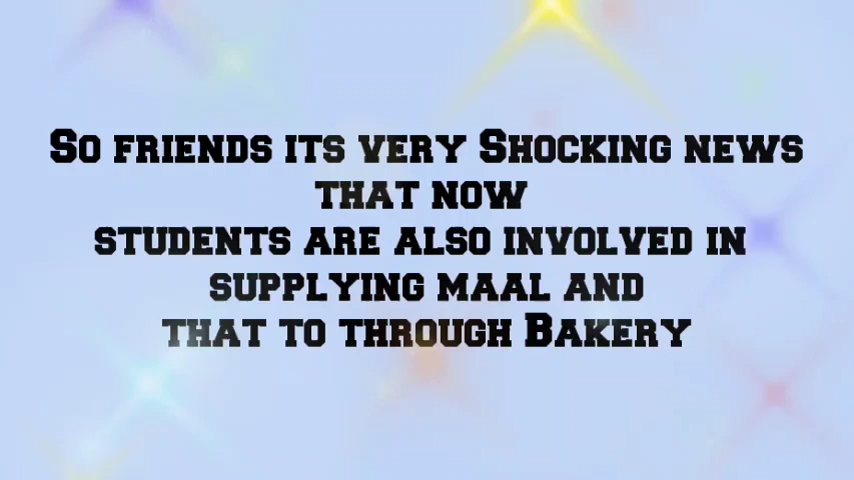 So friends its very Shocking news
that now
students are also involved in
supplying maal and
that to through Bakery